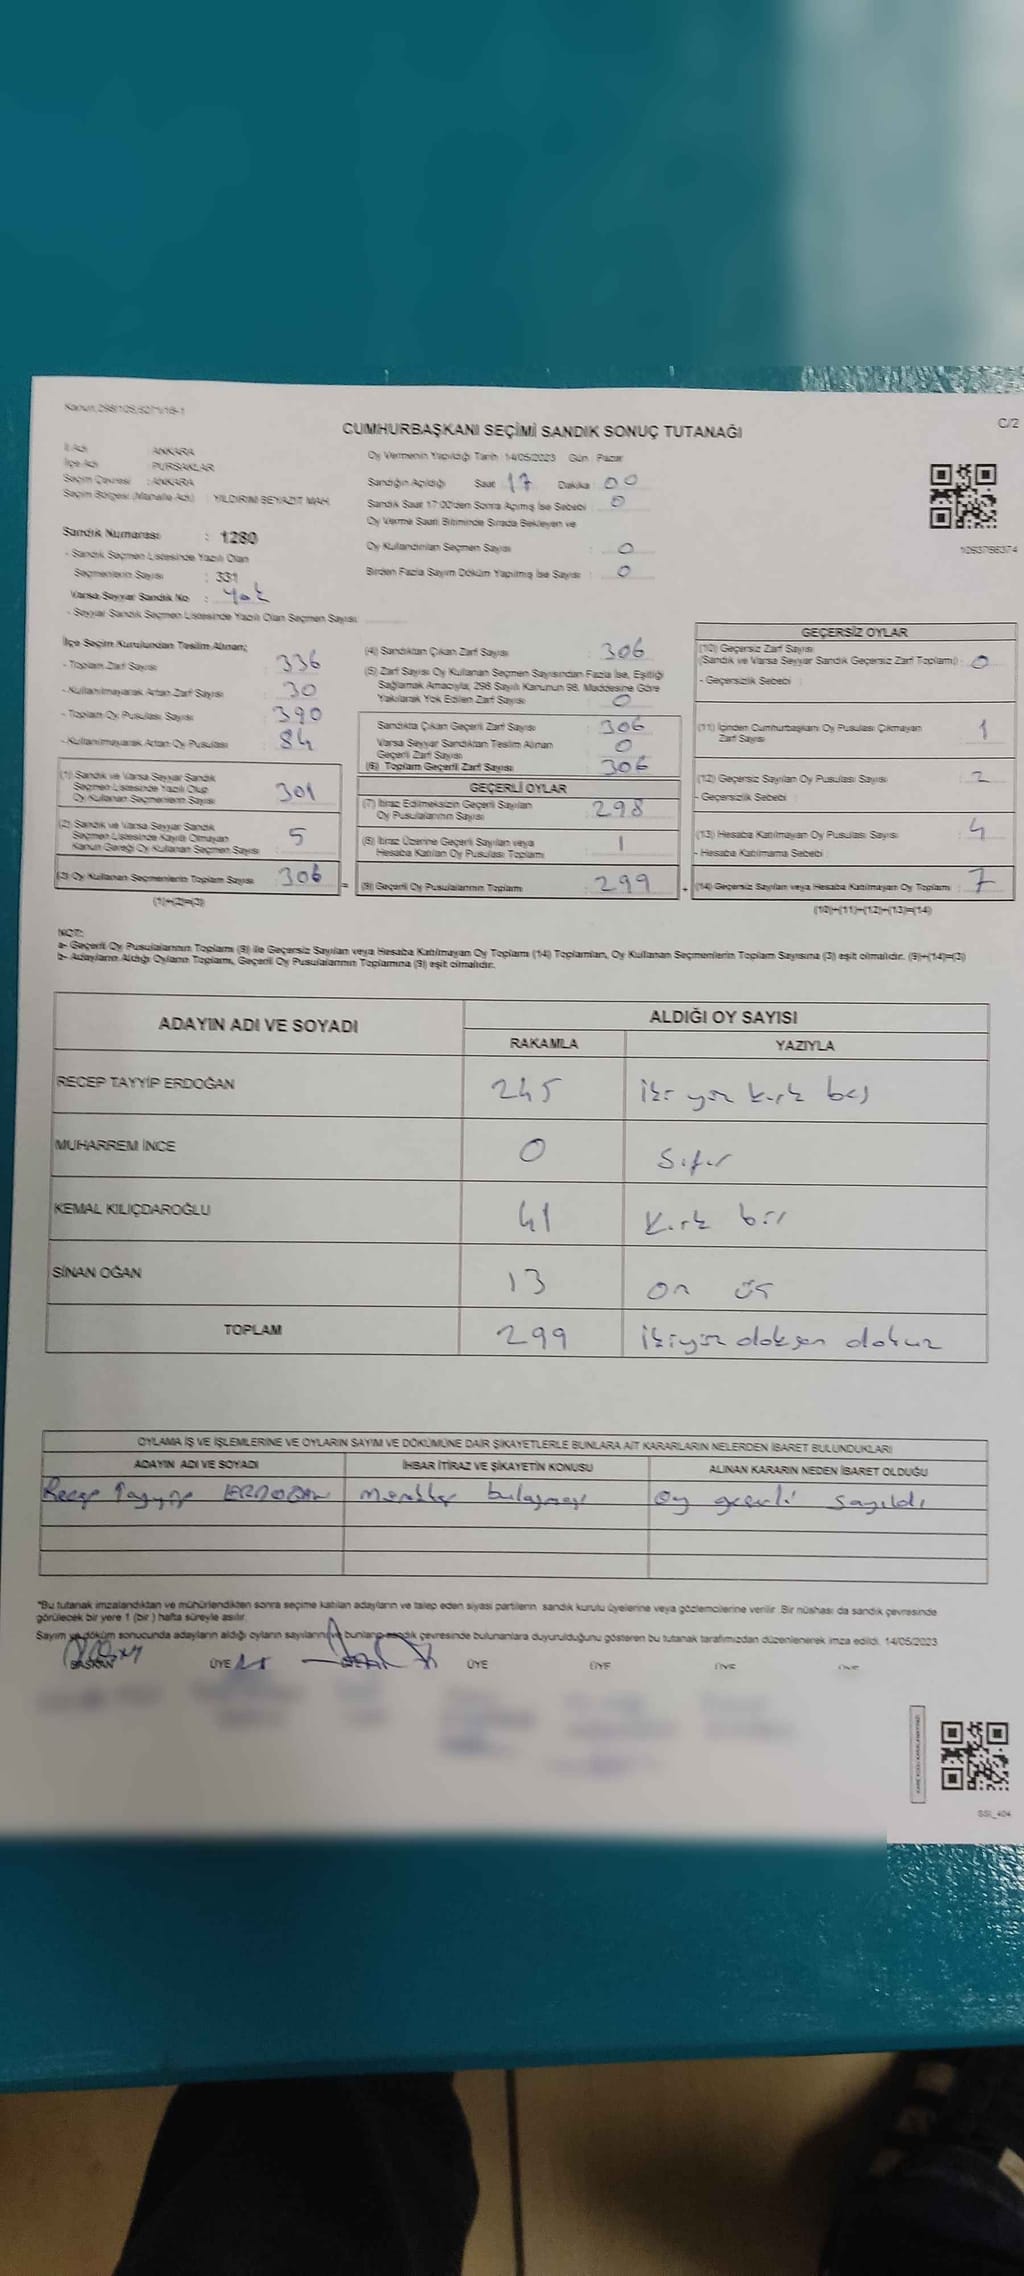 Kanun:298/105,6271/16-1
C/2
CUMHURBAŞKANI SEÇİMİ SANDIK SONUÇ TUTANAĞI
İl Adı ANKARA
İlçe Adı PURSAKLAR
Seçim Çevresi : ANKARA
Seçim Bölgesi (Mahalle Adı) : YILDIRIM BEYAZIT MAH.
Sandık Numarası : 1280
- Sandık Seçmen Listesinde Yazılı Olan
Seçmenlerin Sayısı : 331
Varsa Seyyar Sandık No : Yok
- Seyyar Sandık Seçmen Listesinde Yazılı Olan Seçmen Sayısı:
Oy Vermenin Yapıldığı Tarih :14/05/2023 Gün : Pazar
Sandığın Açıldığı Saat : 17 Dakika : 00
Sandık Saat 17:00'den Sonra Açılmış İse Sebebi : 0
Oy Verme Saati Bitiminde Sırada Bekleyen ve
Oy Kullandırılan Seçmen Sayısı : 0
Birden Fazla Sayım Döküm Yapılmış İse Sayısı : 0
1093766374
İlçe Seçim Kurulundan Teslim Alınan;
- Toplam Zarf Sayısı : 336
- Kullanılmayarak Artan Zarf Sayısı : 30
- Toplam Oy Pusulası Sayısı : 390
- Kullanılmayarak Artan Oy Pusulası : 84
(1) Sandık ve Varsa Seyyar Sandık
Seçmen Listesinde Yazılı Olup
Oy Kullanan Seçmenlerin Sayısı : 301
(2) Sandık ve Varsa Seyyar Sandık
Seçmen Listesinde Kayıtlı Olmayan
Kanun Gereği Oy Kullanan Seçmen Sayısı : 5
(3) Oy Kullanan Seçmenlerin Toplam Sayısı : 306
(1)+(2)=(3)
(4) Sandıktan Çıkan Zarf Sayısı : 306
(5) Zarf Sayısı Oy Kullanan Seçmen Sayısından Fazla İse, Eşitliği
Sağlamak Amacıyla, 298 Sayılı Kanunun 98. Maddesine Göre
Yakılarak Yok Edilen Zarf Sayısı : 0
Sandıkta Çıkan Geçerli Zarf Sayısı : 306
Varsa Seyyar Sandıktan Teslim Alınan
Geçerli Zarf Sayısı : 0
(6) Toplam Geçerli Zarf Sayısı : 306
GEÇERLİ OYLAR
(7) İtiraz Edilmeksizin Geçerli Sayılan
Oy Pusulalarının Sayısı : 298
(8) İtiraz Üzerine Geçerli Sayılan veya
Hesaba Katılan Oy Pusulası Toplamı : 1
= (9) Geçerli Oy Pusulalarının Toplamı : 299
GEÇERSİZ OYLAR
(10) Geçersiz Zarf Sayısı
(Sandık ve Varsa Seyyar Sandık Geçersiz Zarf Toplamı) : 0
- Geçersizlik Sebebi :
(11) İçinden Cumhurbaşkanı Oy Pusulası Çıkmayan
Zarf Sayısı : 1
(12) Geçersiz Sayılan Oy Pusulası Sayısı : 2
- Geçersizlik Sebebi :
(13) Hesaba Katılmayan Oy Pusulası Sayısı : 4
- Hesaba Katılmama Sebebi :
+ (14) Geçersiz Sayılan veya Hesaba Katılmayan Oy Toplamı : 7
(10)+(11)+(12)+(13)=(14)
NOT:
a- Geçerli Oy Pusulalarının Toplamı (9) ile Geçersiz Sayılan veya Hesaba Katılmayan Oy Toplamı (14) Toplamları, Oy Kullanan Seçmenlerin Toplam Sayısına (3) eşit olmalıdır. (9)+(14)=(3)
b- Adayların Aldığı Oyların Toplamı, Geçerli Oy Pusulalarının Toplamına (9) eşit olmalıdır.
ADAYIN ADI VE SOYADI ALDIĞI OY SAYISI
RAKAMLA YAZIYLA
RECEP TAYYİP ERDOĞAN 245 iki yüz kırk beş
MUHARREM İNCE 0 Sıfır
KEMAL KILIÇDAROĞLU 41 kırk bir
SİNAN OĞAN 13 on üç
TOPLAM 299 ikiyüz doksan dokuz
OYLAMA İŞ VE İŞLEMLERİNE VE OYLARIN SAYIM VE DÖKÜMÜNE DAİR ŞİKAYETLERLE BUNLARA AİT KARARLARIN NELERDEN İBARET BULUNDUKLARI
ADAYIN ADI VE SOYADI İHBAR İTİRAZ VE ŞİKAYETİN KONUSU ALINAN KARARIN NEDEN İBARET OLDUĞU
Recep Tayyip ERDOĞAN mürekkep bulaşması oy geçerli sayıldı
"Bu tutanak imzalandıktan ve mühürlendikten sonra seçime katılan adayların ve talep eden siyasi partilerin sandık kurulu üyelerine veya gözlemcilerine verilir. Bir nüshası da sandık çevresinde
görülecek bir yere 1 (bir ) hafta süreyle asılır.
Sayım ve döküm sonucunda adayların aldığı oyların sayılarını ve bunların sandık çevresinde bulunanlara duyurulduğunu gösteren bu tutanak tarafımızdan düzenlenerek imza edildi. 14/05/2023
BAŞKAN ÜYE ÜYE ÜYE ÜYE ÜYE
SSİ_404